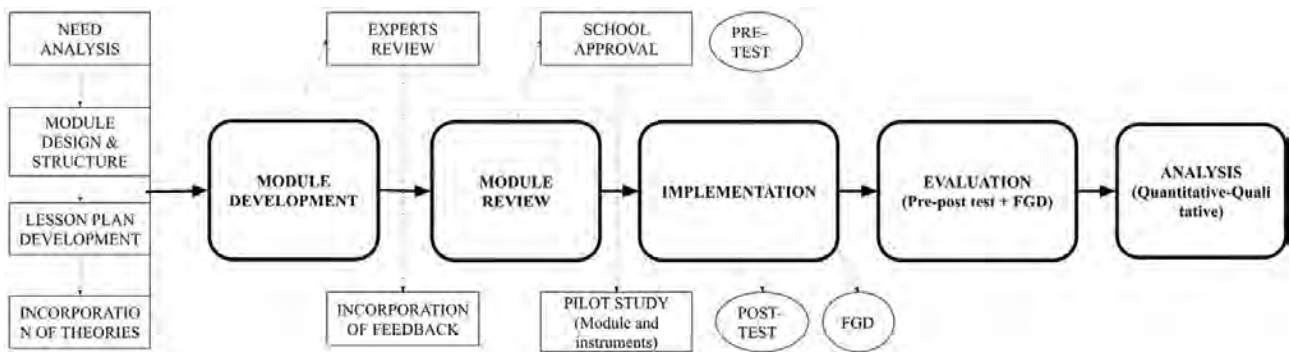 NEED
ANALYSIS
MODULE
DESIGN &
STRUCTURE
LESSON PLAN
DEVELOPMENT
INCORPORATIO
N OF THEORIES
MODULE
DEVELOPMENT
EXPERTS
REVIEW
INCORPORATION
OF FEEDBACK
MODULE
REVIEW
SCHOOL
APPROVAL
PILOT STUDY
(Module and
instruments)
PRE-
TEST
IMPLEMENTATION
POST-
TEST
FGD
EVALUATION
(Pre-post test + FGD)
ANALYSIS
(Quantitative-Quali
tative)